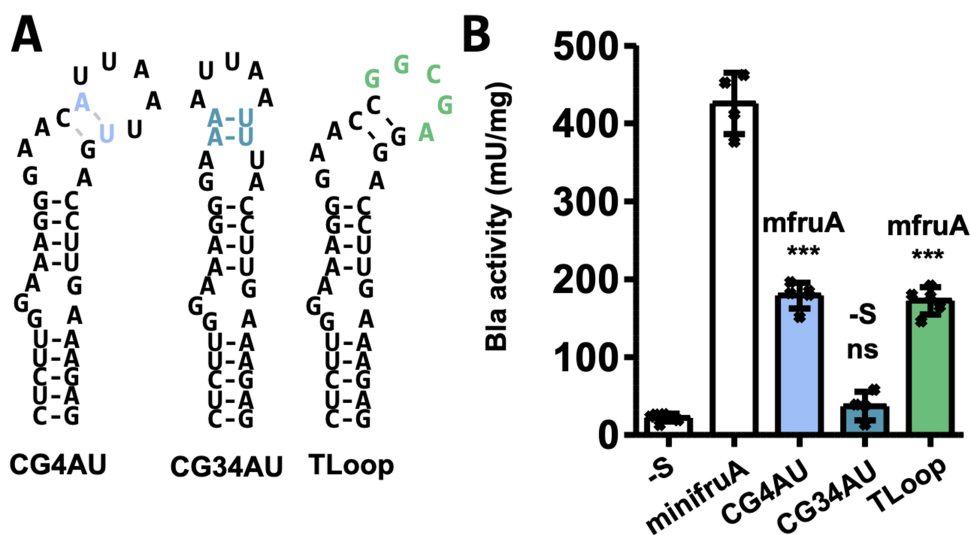 A
U U A
A A
C U U
A G
A A
G
G-C
G-C
A-U
A-U
A G
G A
G
U-A
U-A
C-G
U-A
C-G
CG4AU
U U A
A A
A-U
A-U
A U
G A
G-C
G-C
A-U
A-U
A G
G
G A
U-A
U-A
C-G
U-A
C-G
CG34AU
G G C
C G
C G A
A G
A A
G
G-C
G-C
A-U
A-U
A G
G
G A
U-A
U-A
C-G
U-A
C-G
TLoop
B
Bla activity (mU/mg)
500
400
300
200
100
0
mfruA
***
-S
ns
mfruA
***
-S
minifruA
CG4AU
CG34AU
TLoop